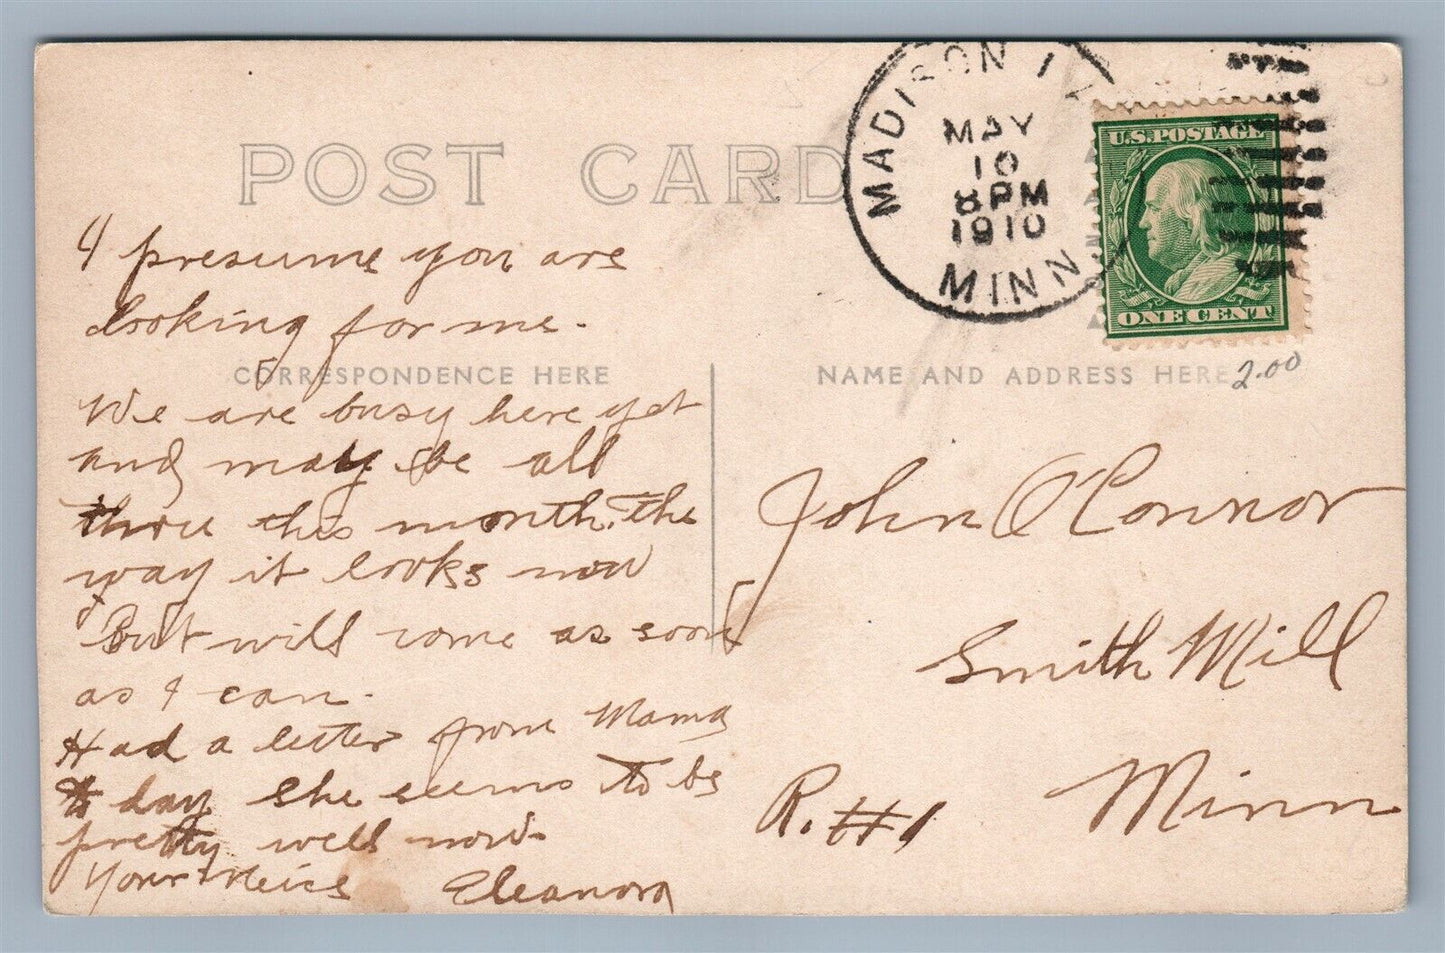 POST CARD
MADISON
MAY
10
8 PM
1910
MINN
U.S. POSTAGE
ONE CENT
2.00
CORRESPONDENCE HERE
NAME AND ADDRESS HERE
I presume you are
looking for me.
We are busy here yet
and may be all
throu this month. the
way it looks now
But will come as soon
as I can.
Had a letter from Mama
to day she seems to be
pretty well now.
Your Neice Eleanora
John O'Connor
Smith Mill
R. #1 Minn